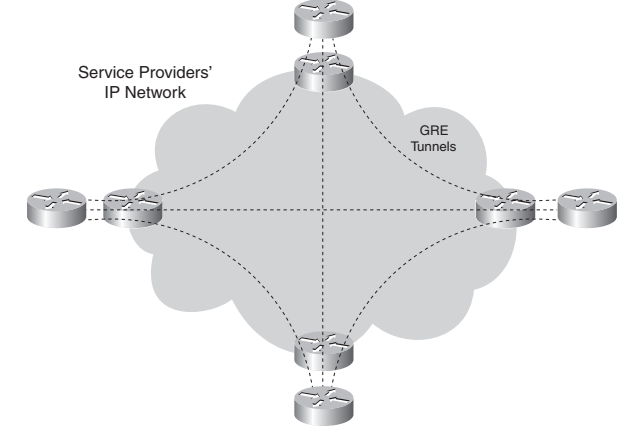 Service Providers'
IP Network
GRE
Tunnels